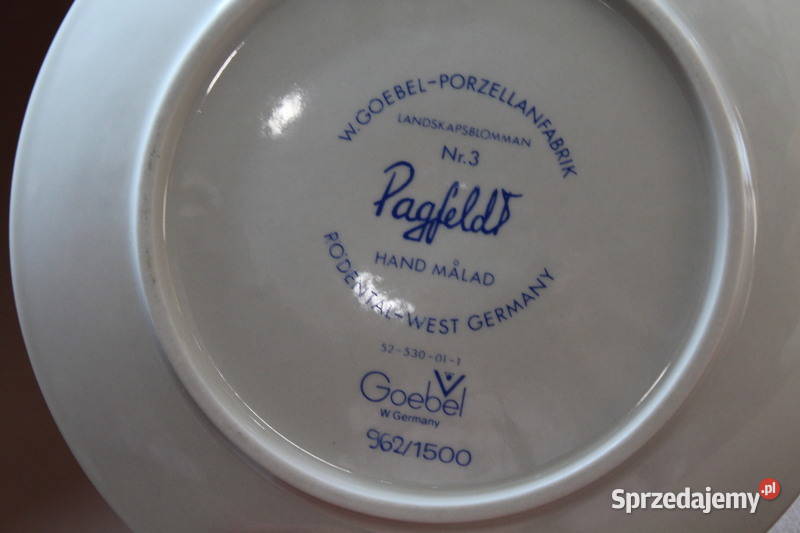 W. GOEBEL-PORZELLANFABRIK
LANDSKAPSBLOMMAN
Nr. 3
Pagfeldt
HAND MÅLAD
RÖDENTAL-WEST GERMANY
52-530-01-1
Goebel
W. Germany
962/1500
Sprzedajemy.pl